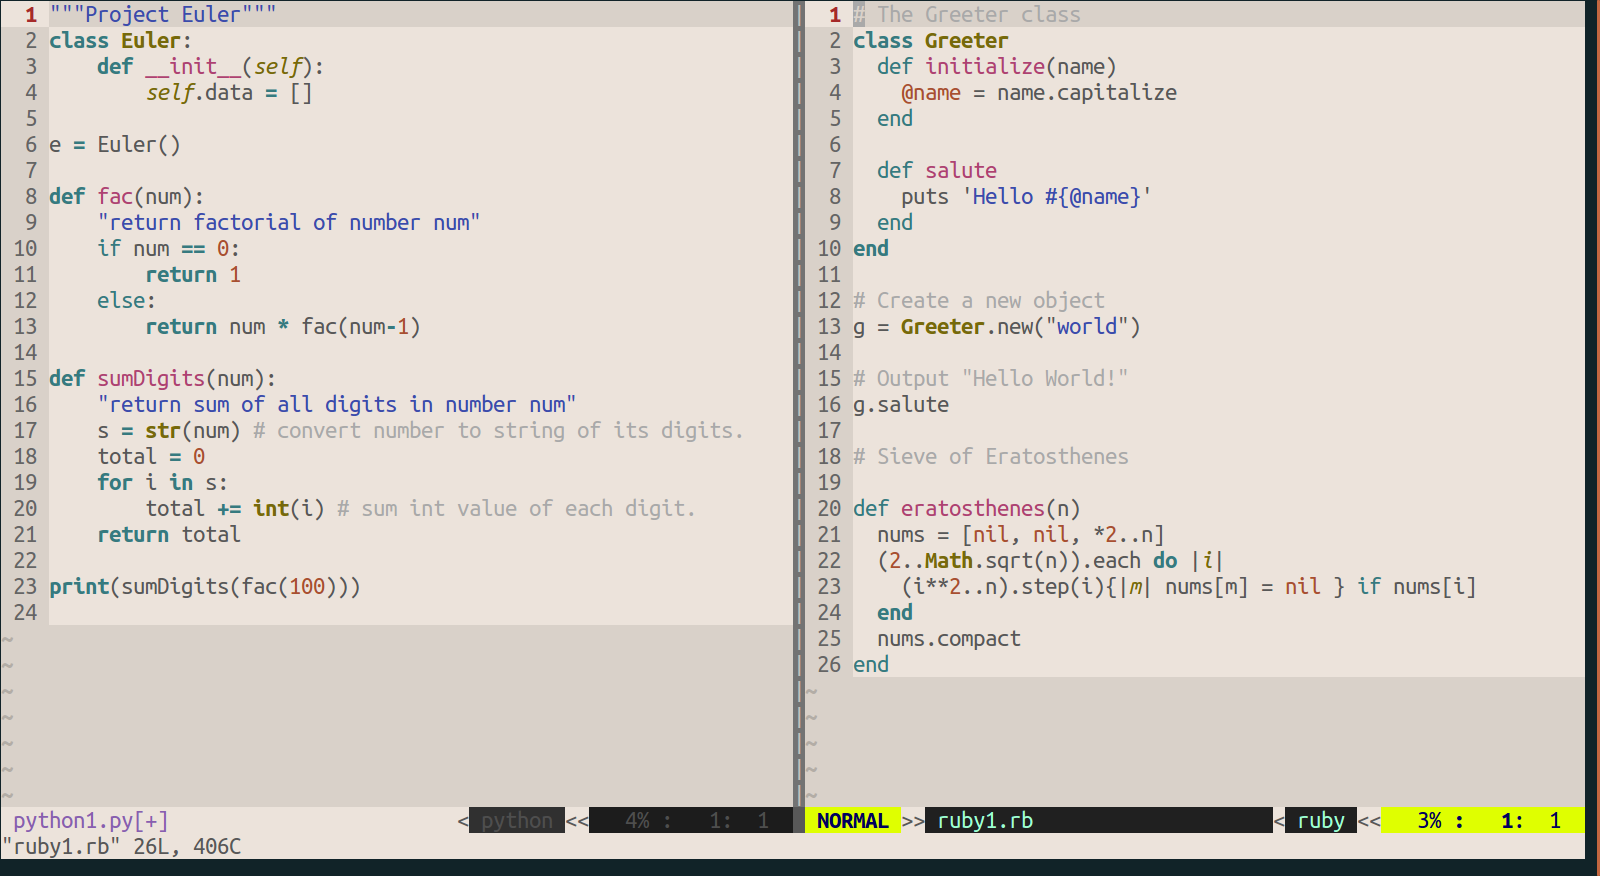 1 """Project Euler"""
2 class Euler:
3     def __init__(self):
4         self.data = []
5
6 e = Euler()
7
8 def fac(num):
9     "return factorial of number num"
10     if num == 0:
11         return 1
12     else:
13         return num * fac(num-1)
14
15 def sumDigits(num):
16     "return sum of all digits in number num"
17     s = str(num) # convert number to string of its digits.
18     total = 0
19     for i in s:
20         total += int(i) # sum int value of each digit.
21     return total
22
23 print(sumDigits(fac(100)))
24
~
~
~
~
~
~
~
python1.py[+] < python << 4% : 1: 1
1 # The Greeter class
2 class Greeter
3   def initialize(name)
4     @name = name.capitalize
5   end
6
7   def salute
8     puts 'Hello #{@name}'
9   end
10 end
11
12 # Create a new object
13 g = Greeter.new("world")
14
15 # Output "Hello World!"
16 g.salute
17
18 # Sieve of Eratosthenes
19
20 def eratosthenes(n)
21   nums = [nil, nil, *2..n]
22   (2..Math.sqrt(n)).each do |i|
23     (i**2..n).step(i){|m| nums[m] = nil } if nums[i]
24   end
25   nums.compact
26 end
~
~
~
~
~
NORMAL >> ruby1.rb < ruby << 3% : 1: 1
"ruby1.rb" 26L, 406C